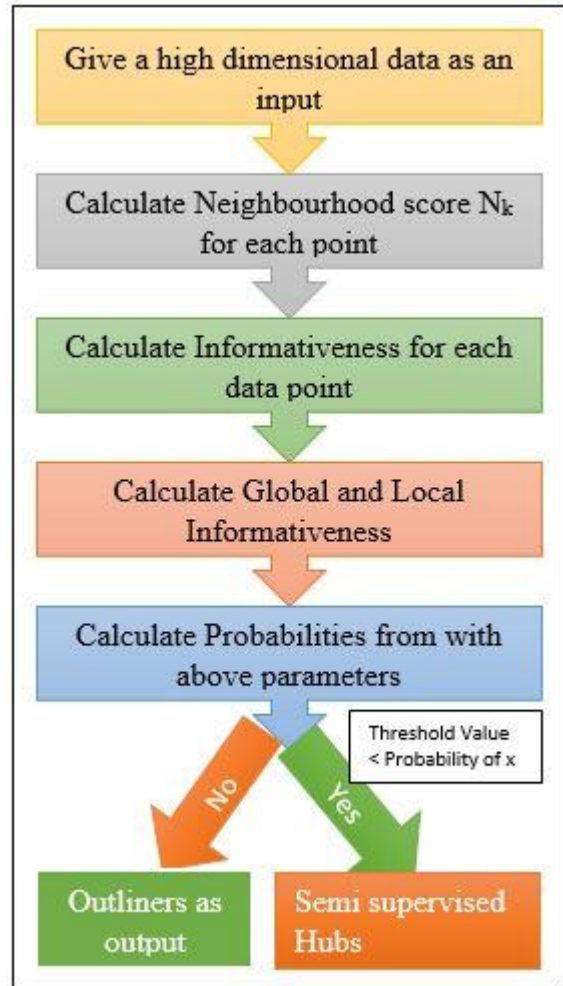 Give a high dimensional data as an
input
Calculate Neighbourhood score Nₖ
for each point
Calculate Informativeness for each
data point
Calculate Global and Local
Informativeness
Calculate Probabilities from with
above parameters
Threshold Value
< Probability of x
No
Yes
Outliners as
output
Semi supervised
Hubs